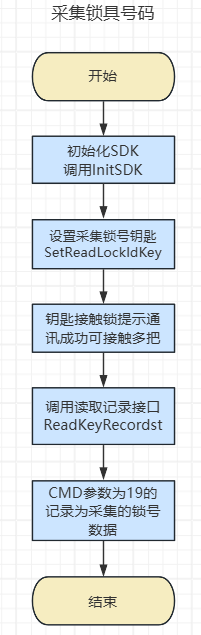 采集锁具号码
开始
初始化SDK
调用InitSDK
设置采集锁号钥匙
SetReadLockIdKey
钥匙接触锁提示通
讯成功可接触多把
调用读取记录接口
ReadKeyRecordst
CMD参数为19的
记录为采集的锁号
数据
结束